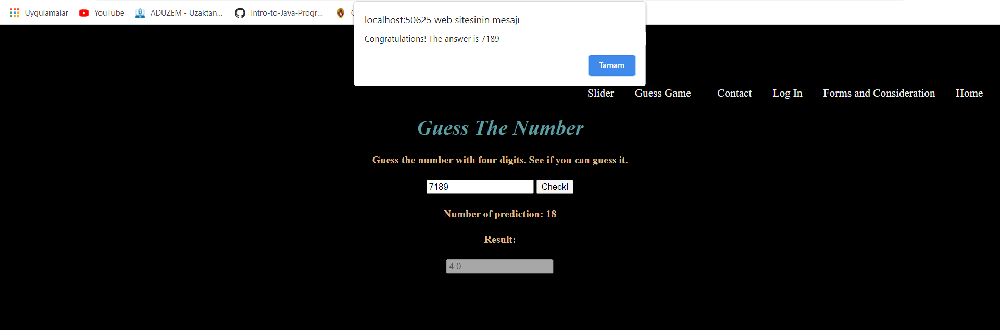 Uygulamalar YouTube ADÜZEM - Uzaktan... Intro-to-Java-Progr...
localhost:50625 web sitesinin mesajı
Congratulations! The answer is 7189
Tamam
Slider Guess Game Contact Log In Forms and Consideration Home
Guess The Number
Guess the number with four digits. See if you can guess it.
7189 Check!
Number of prediction: 18
Result:
4 0